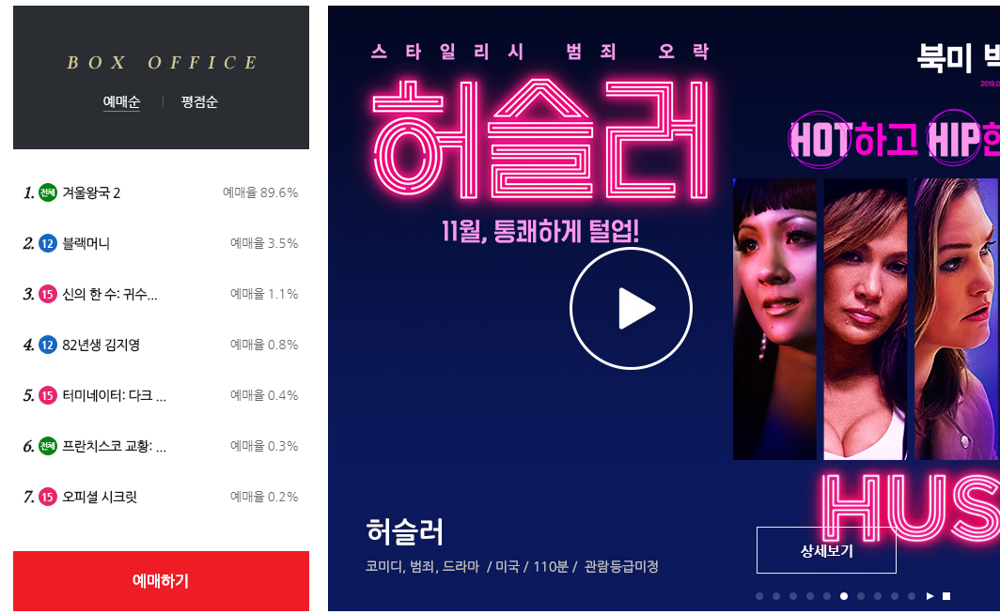 BOX OFFICE
예매순
평점순
1. 전체 겨울왕국 2 예매율 89.6%
2. 12 블랙머니 예매율 3.5%
3. 15 신의 한 수: 귀수... 예매율 1.1%
4. 12 82년생 김지영 예매율 0.8%
5. 15 터미네이터: 다크 ... 예매율 0.4%
6. 전체 프란치스코 교황: ... 예매율 0.3%
7. 15 오피셜 시크릿 예매율 0.2%
예매하기
스타일리시 범죄 오락
허슬러
11월, 통쾌하게 털업!
북미
HOT하고 HIP한
HUS
허슬러
코미디, 범죄, 드라마 / 미국 / 110분 / 관람등급미정
상세보기